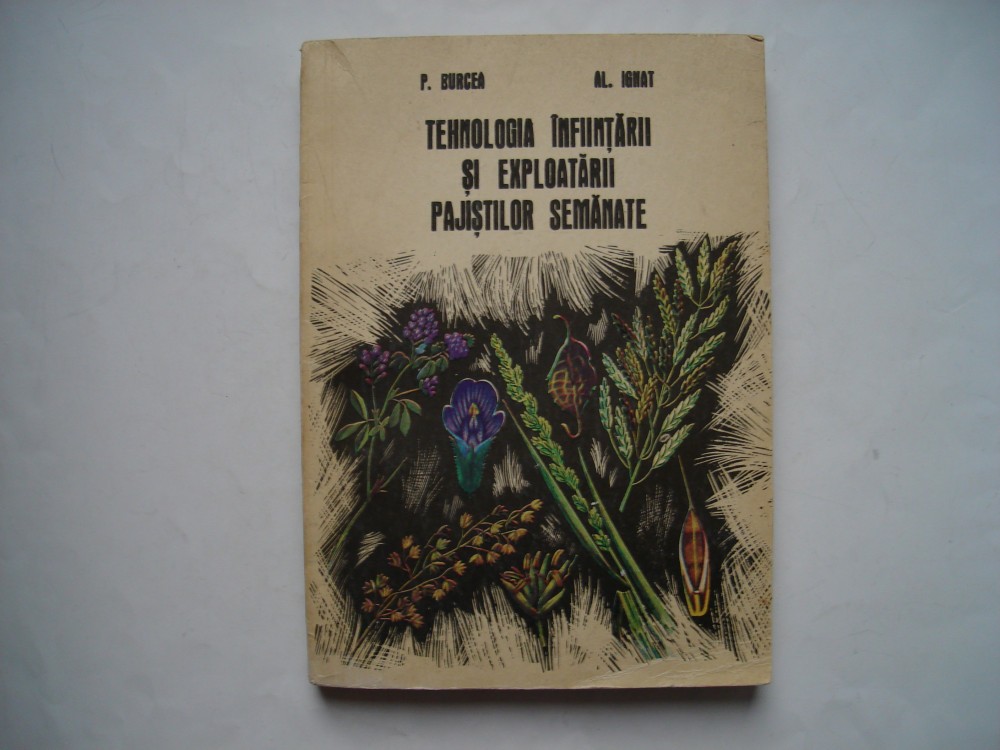 P. BURCEA AL. IGNAT
TEHNOLOGIA ÎNFIINȚĂRII
ȘI EXPLOATĂRII
PAJIȘTILOR SEMĂNATE